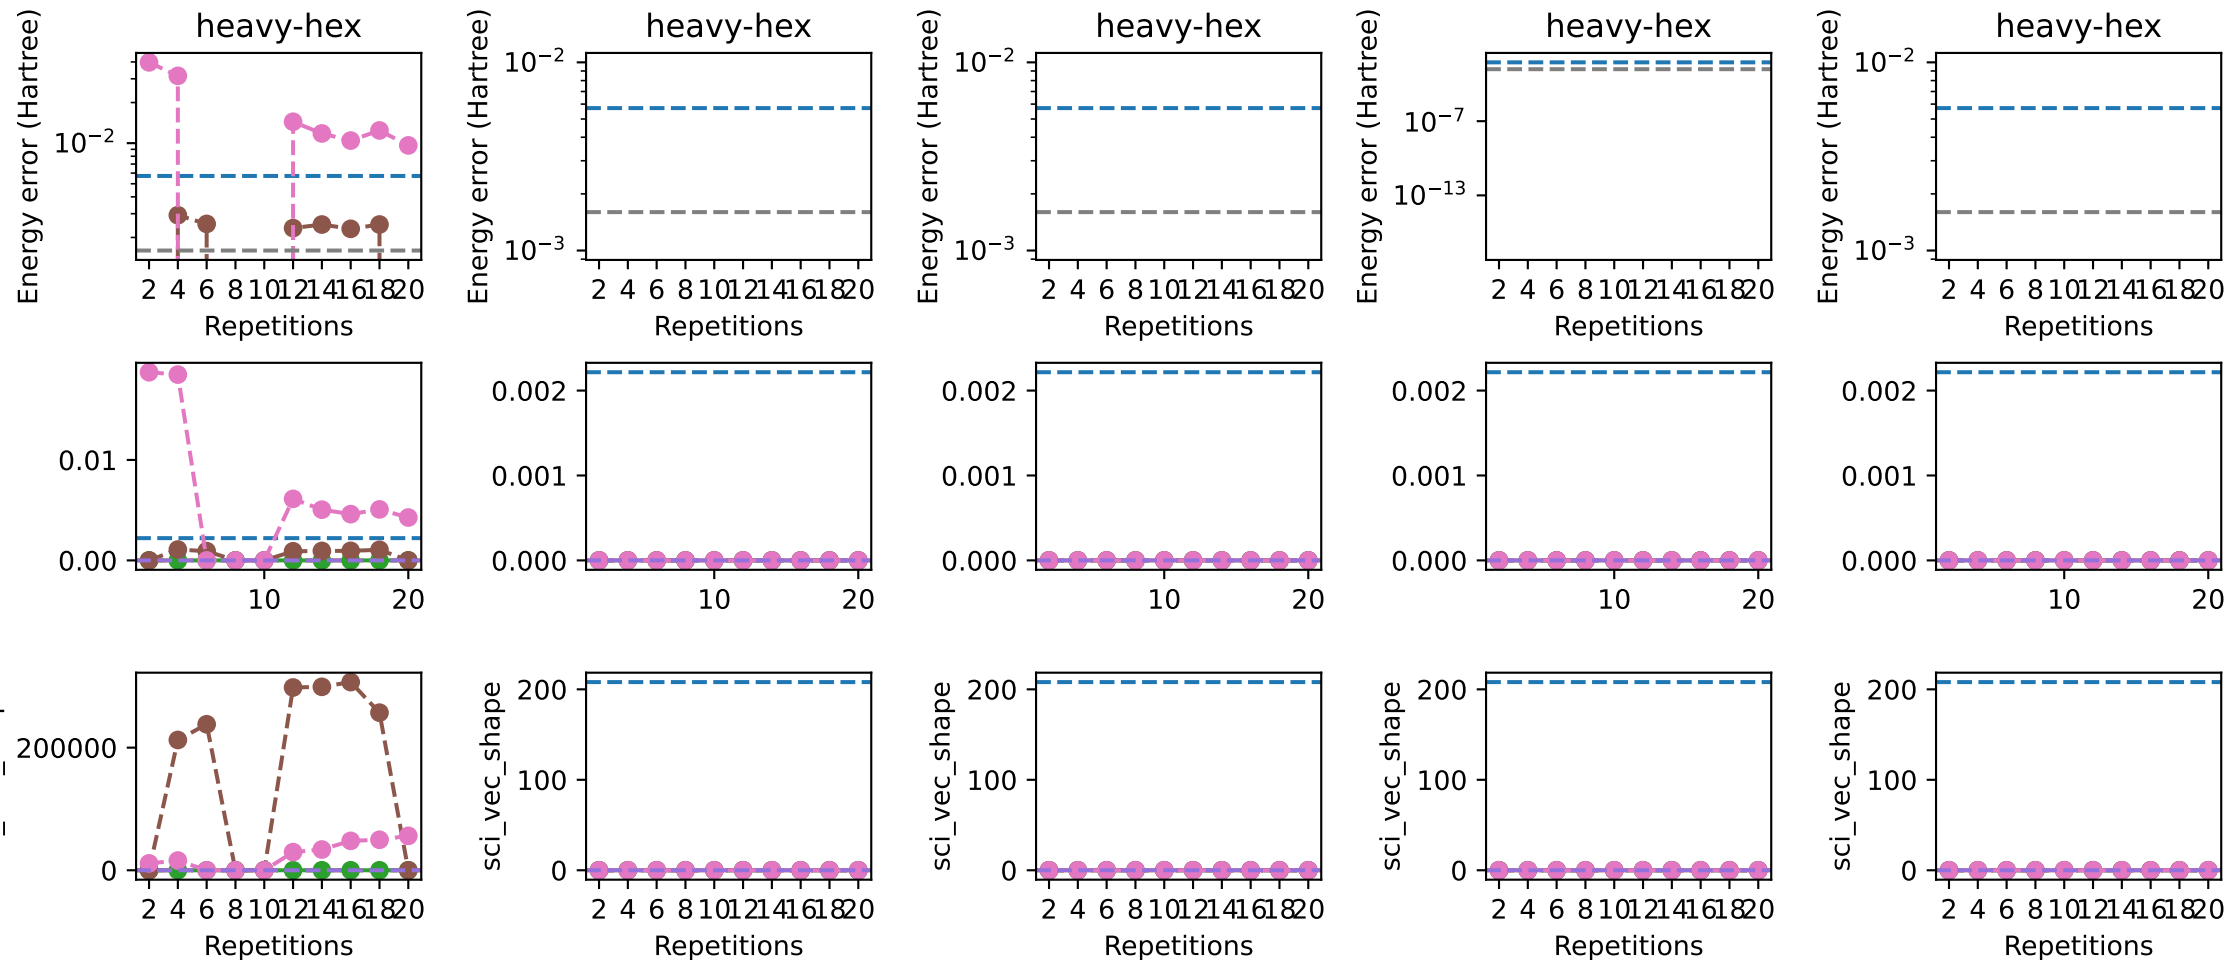 heavy-hex heavy-hex heavy-hex heavy-hex heavy-hex
Energy error (Hartree)
10⁻²
2 4 6 8 10 12 14 16 18 20
Repetitions
Energy error (Hartree)
10⁻²
10⁻³
2 4 6 8 10 12 14 16 18 20
Repetitions
Energy error (Hartree)
10⁻²
10⁻³
2 4 6 8 10 12 14 16 18 20
Repetitions
Energy error (Hartree)
10⁻⁷
10⁻¹³
2 4 6 8 10 12 14 16 18 20
Repetitions
Energy error (Hartree)
10⁻²
10⁻³
2 4 6 8 10 12 14 16 18 20
Repetitions
0.01
0.00
10 20
0.002
0.001
0.000
10 20
0.002
0.001
0.000
10 20
0.002
0.001
0.000
10 20
0.002
0.001
0.000
10 20
200000
0
2 4 6 8 10 12 14 16 18 20
Repetitions
sci_vec_shape
200
100
0
2 4 6 8 10 12 14 16 18 20
Repetitions
sci_vec_shape
200
100
0
2 4 6 8 10 12 14 16 18 20
Repetitions
sci_vec_shape
200
100
0
2 4 6 8 10 12 14 16 18 20
Repetitions
sci_vec_shape
200
100
0
2 4 6 8 10 12 14 16 18 20
Repetitions